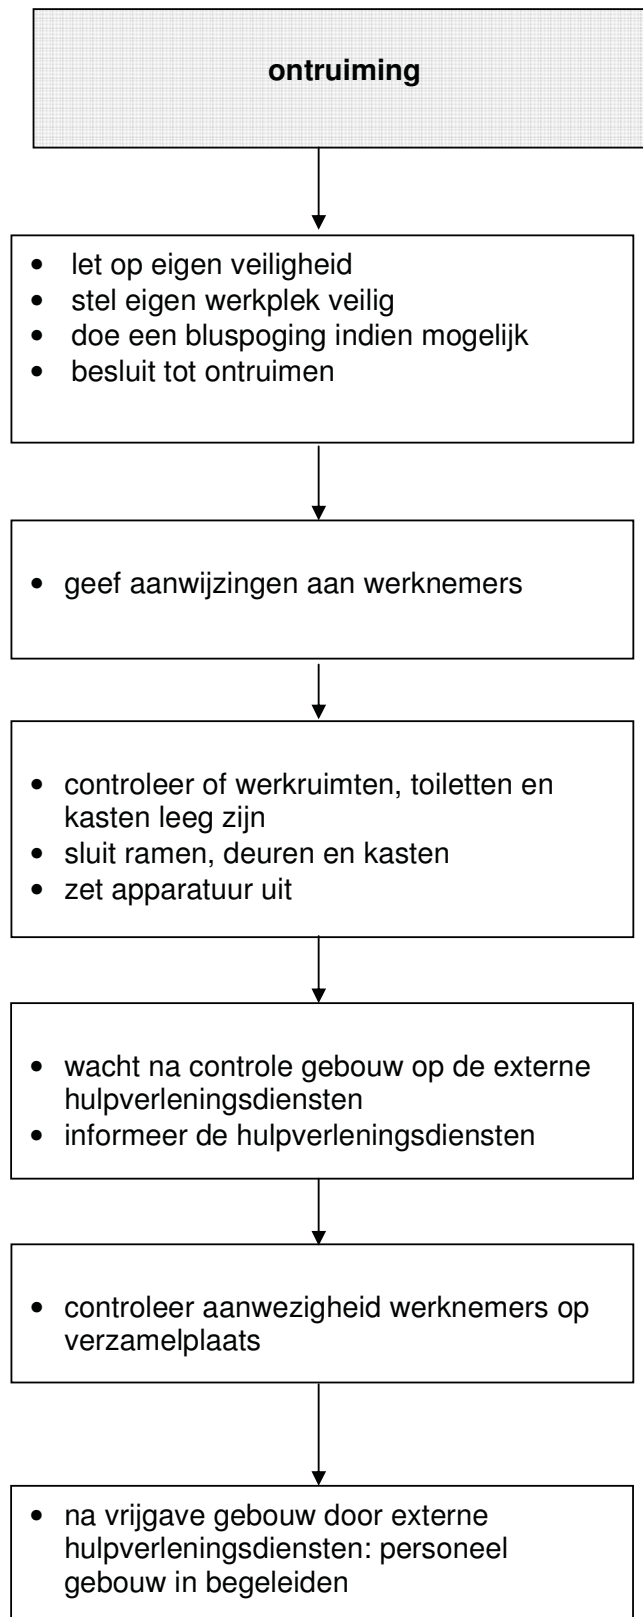 ontruiming
• let op eigen veiligheid
• stel eigen werkplek veilig
• doe een bluspoging indien mogelijk
• besluit tot ontruimen
• geef aanwijzingen aan werknemers
• controleer of werkruimten, toiletten en
kasten leeg zijn
• sluit ramen, deuren en kasten
• zet apparatuur uit
• wacht na controle gebouw op de externe
hulpverleningsdiensten
• informeer de hulpverleningsdiensten
• controleer aanwezigheid werknemers op
verzamelplaats
• na vrijgave gebouw door externe
hulpverleningsdiensten: personeel
gebouw in begeleiden